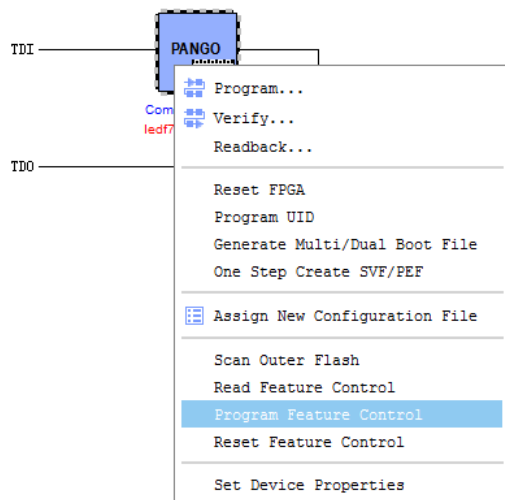 TDI
PANGO
Program...
Com
Verify...
ledf7
Readback...
TDO
Reset FPGA
Program UID
Generate Multi/Dual Boot File
One Step Create SVF/PEF
Assign New Configuration File
Scan Outer Flash
Read Feature Control
Program Feature Control
Reset Feature Control
Set Device Properties